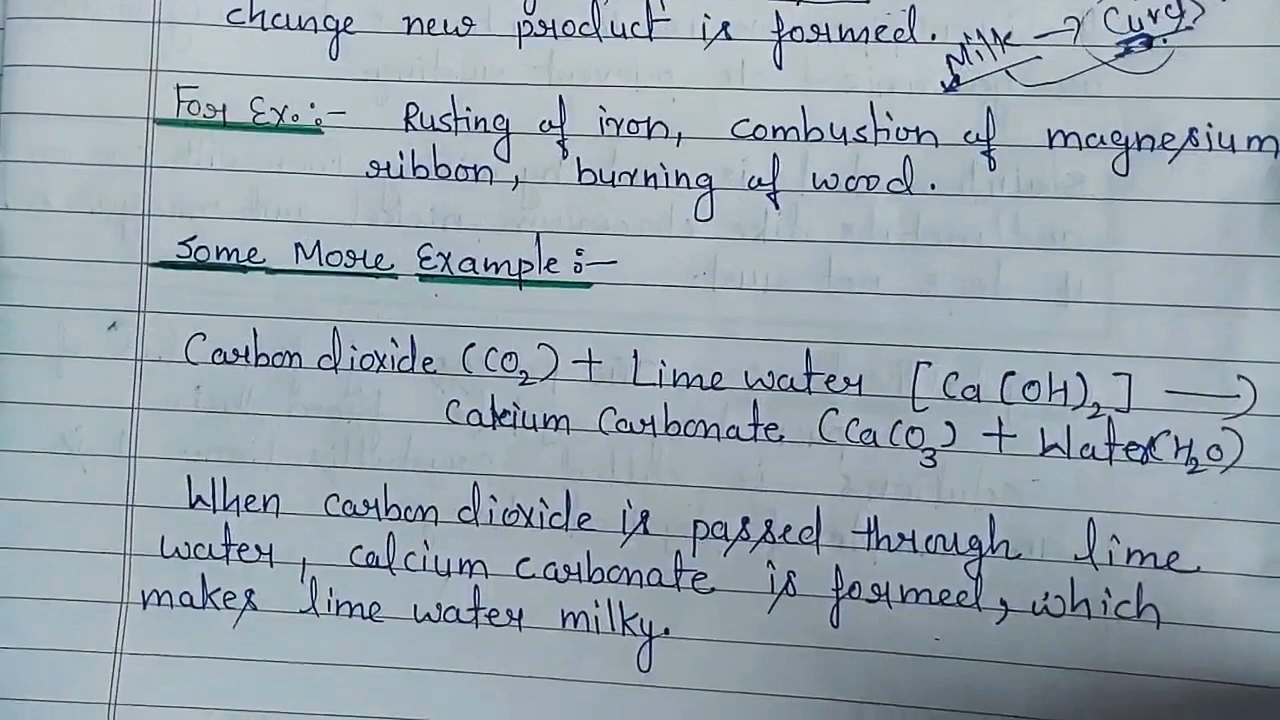 change new product is formed. Milk → Curd
For Ex. :- Rusting of iron, combustion of magnesium
ribbon, burning of wood.
Some More Example :-
Carbon dioxide (CO₂) + Lime water [Ca(OH)₂] ⟶
Calcium Carbonate (CaCO₃) + Water(H₂O)
When carbon dioxide is passed through lime
water, calcium carbonate is formed, which
makes lime water milky.